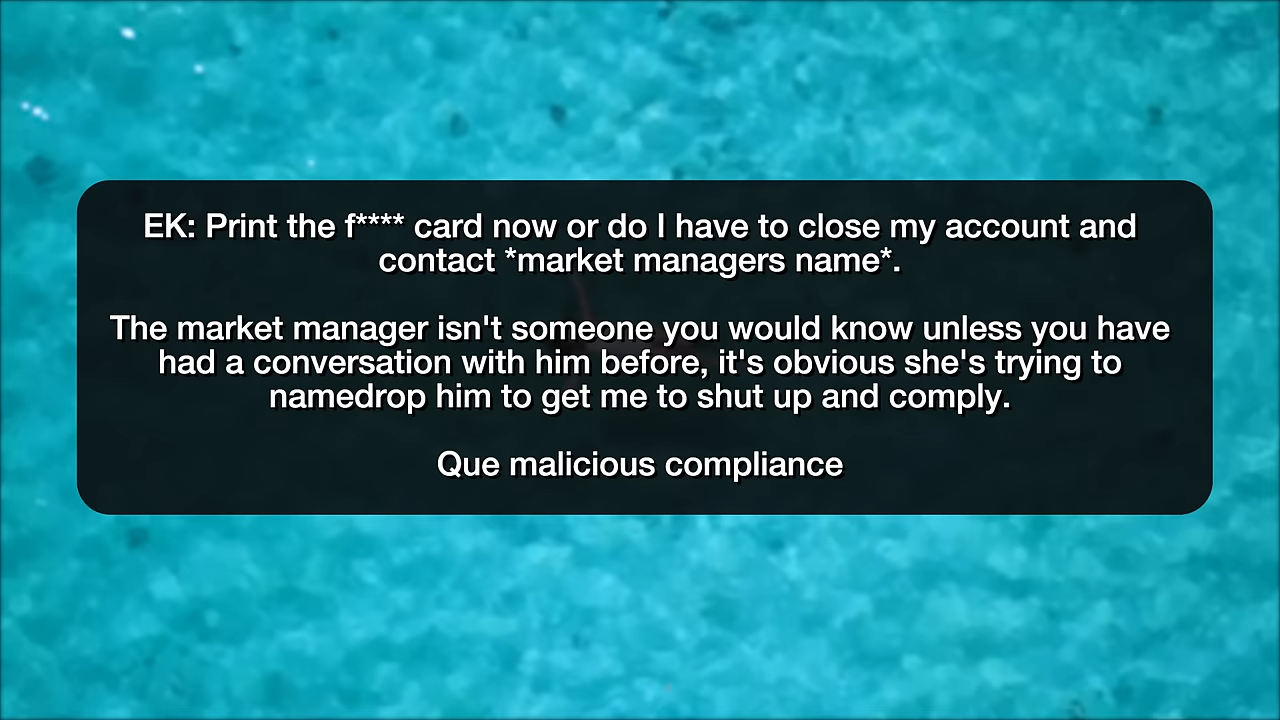 EK: Print the f**** card now or do I have to close my account and
contact *market managers name*.
The market manager isn't someone you would know unless you have
had a conversation with him before, it's obvious she's trying to
namedrop him to get me to shut up and comply.
Que malicious compliance